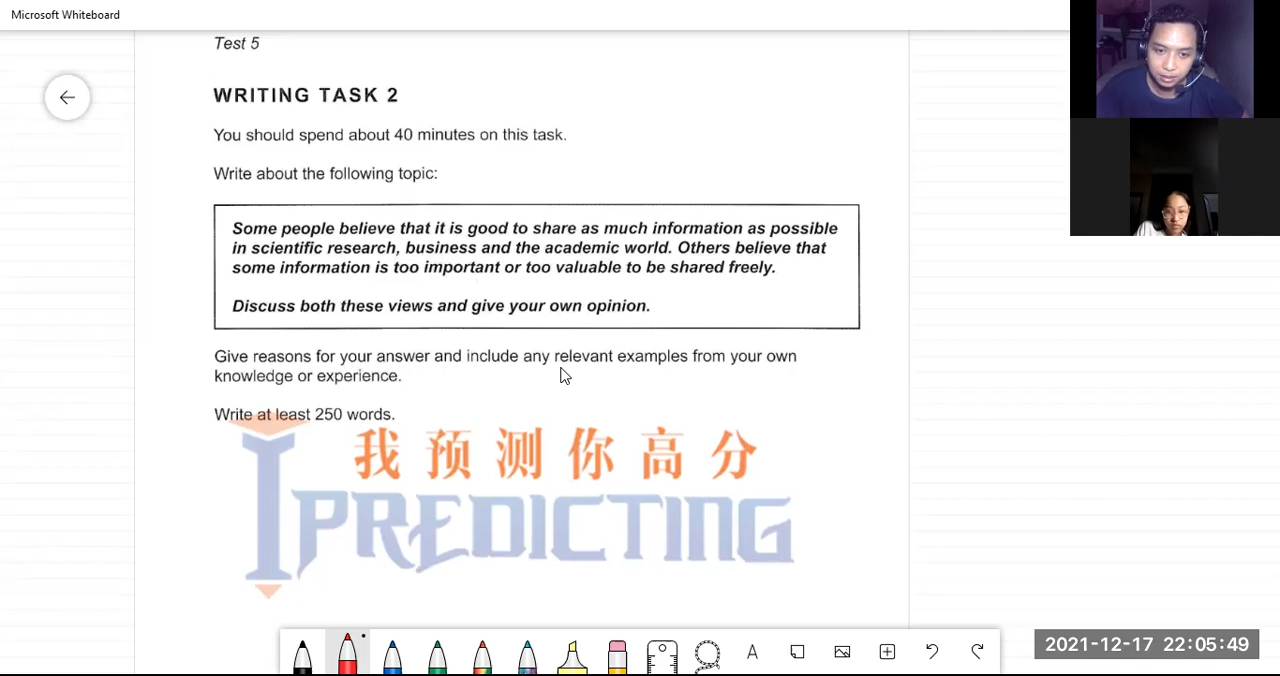 Microsoft Whiteboard
Test 5
WRITING TASK 2
You should spend about 40 minutes on this task.
Write about the following topic:
Some people believe that it is good to share as much information as possible
in scientific research, business and the academic world. Others believe that
some information is too important or too valuable to be shared freely.
Discuss both these views and give your own opinion.
Give reasons for your answer and include any relevant examples from your own
knowledge or experience.
Write at least 250 words.
我预测你高分
IPREDICTING
A
2021-12-17 22:05:49